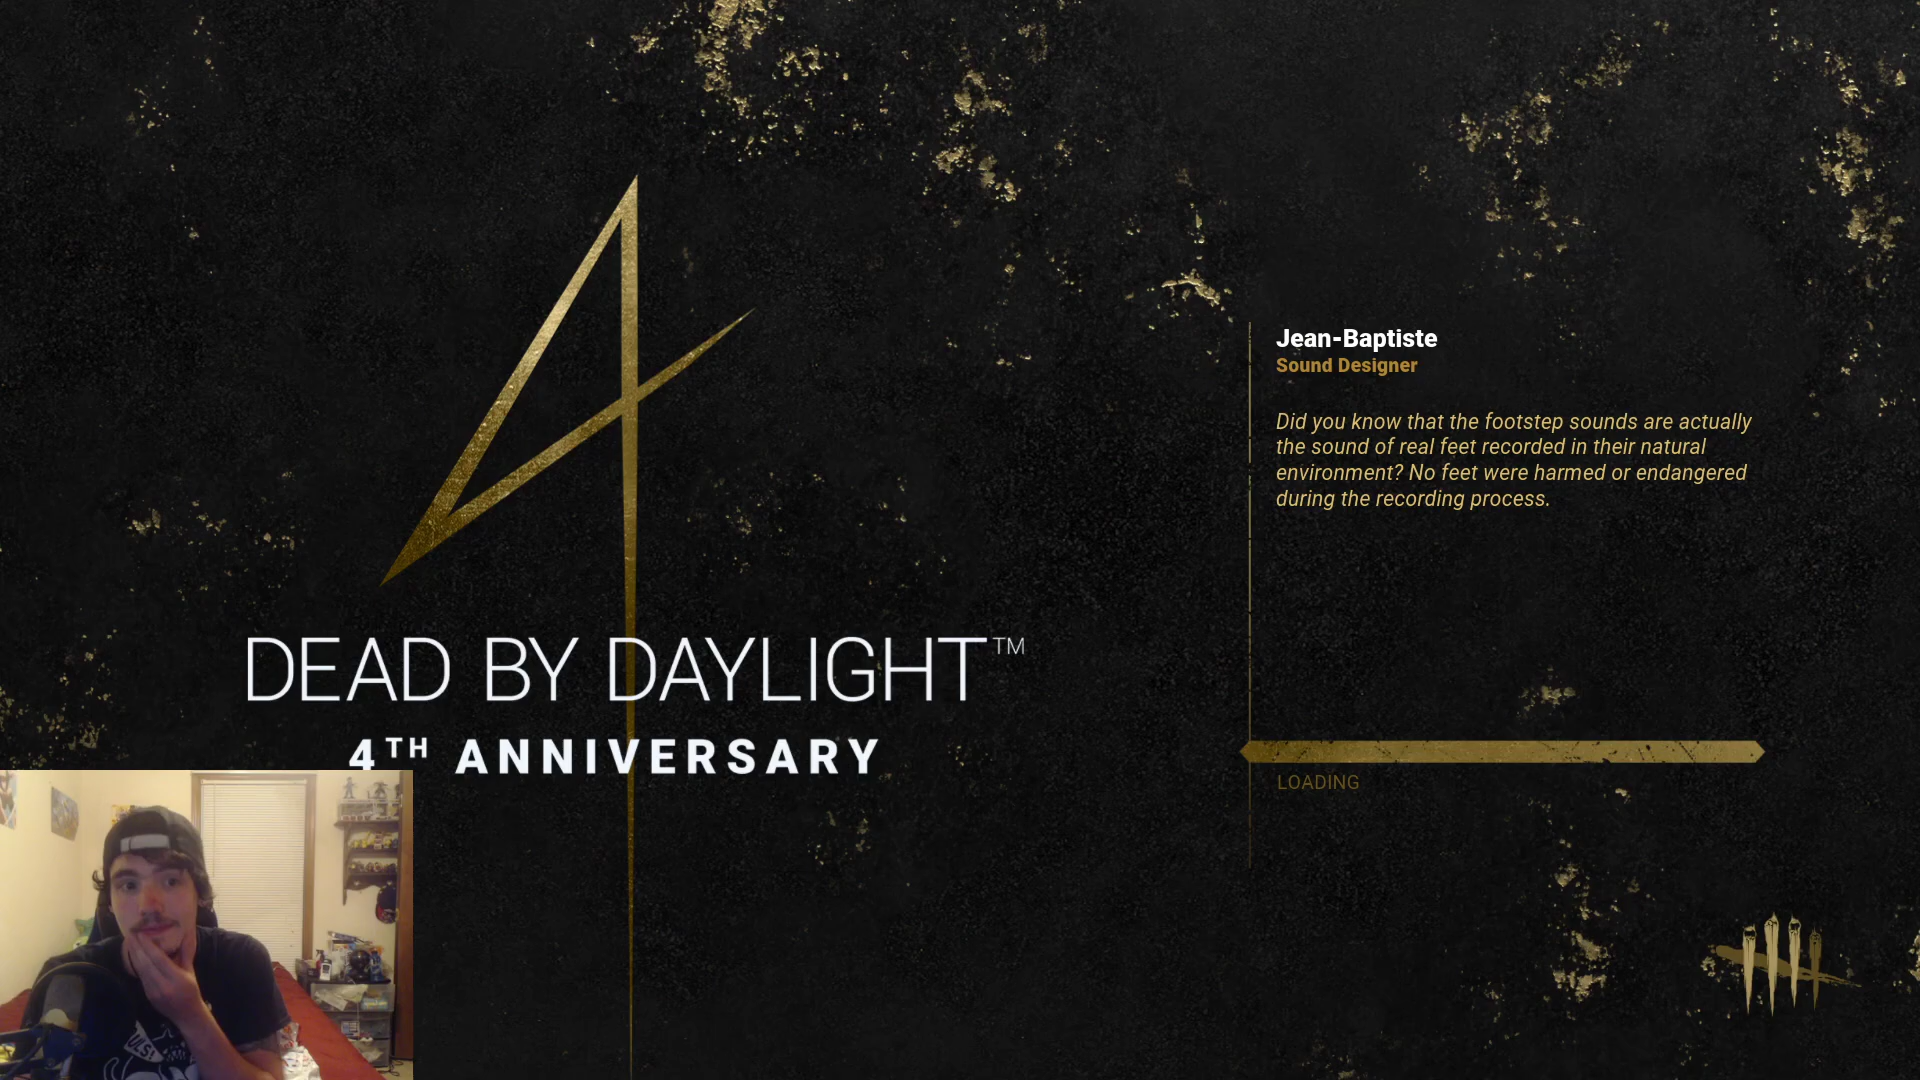 Jean-Baptiste
Sound Designer
Did you know that the footstep sounds are actually
the sound of real feet recorded in their natural
environment? No feet were harmed or endangered
during the recording process.
DEAD BY DAYLIGHT™
4TH ANNIVERSARY
LOADING